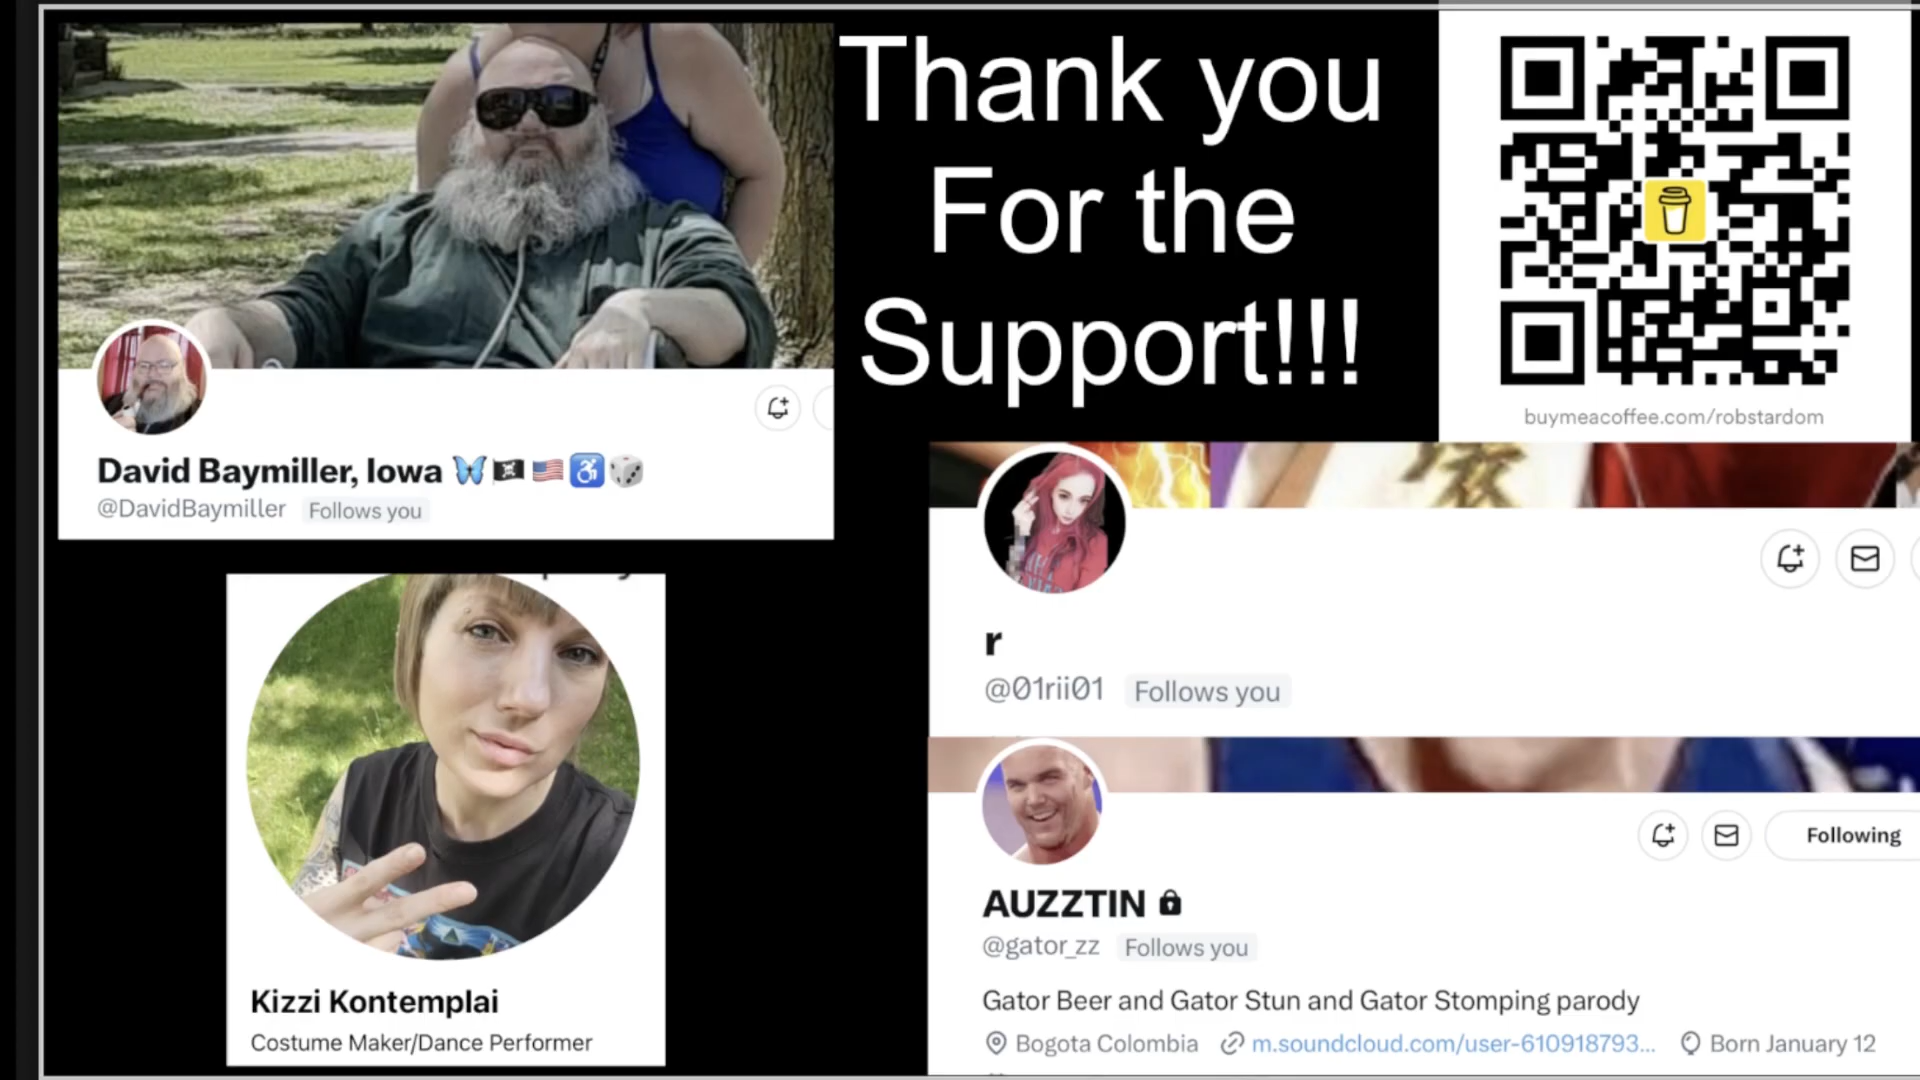 Thank you
For the
Support!!!
buymeacoffee.com/robstardom
David Baymiller, Iowa 🦋🏴‍☠️🇺🇸♿🎲
@DavidBaymiller Follows you
r
@01rii01 Follows you
Kizzi Kontemplai
Costume Maker/Dance Performer
Following
AUZZTIN 🔒
@gator_zz Follows you
Gator Beer and Gator Stun and Gator Stomping parody
Bogota Colombia m.soundcloud.com/user-610918793... Born January 12